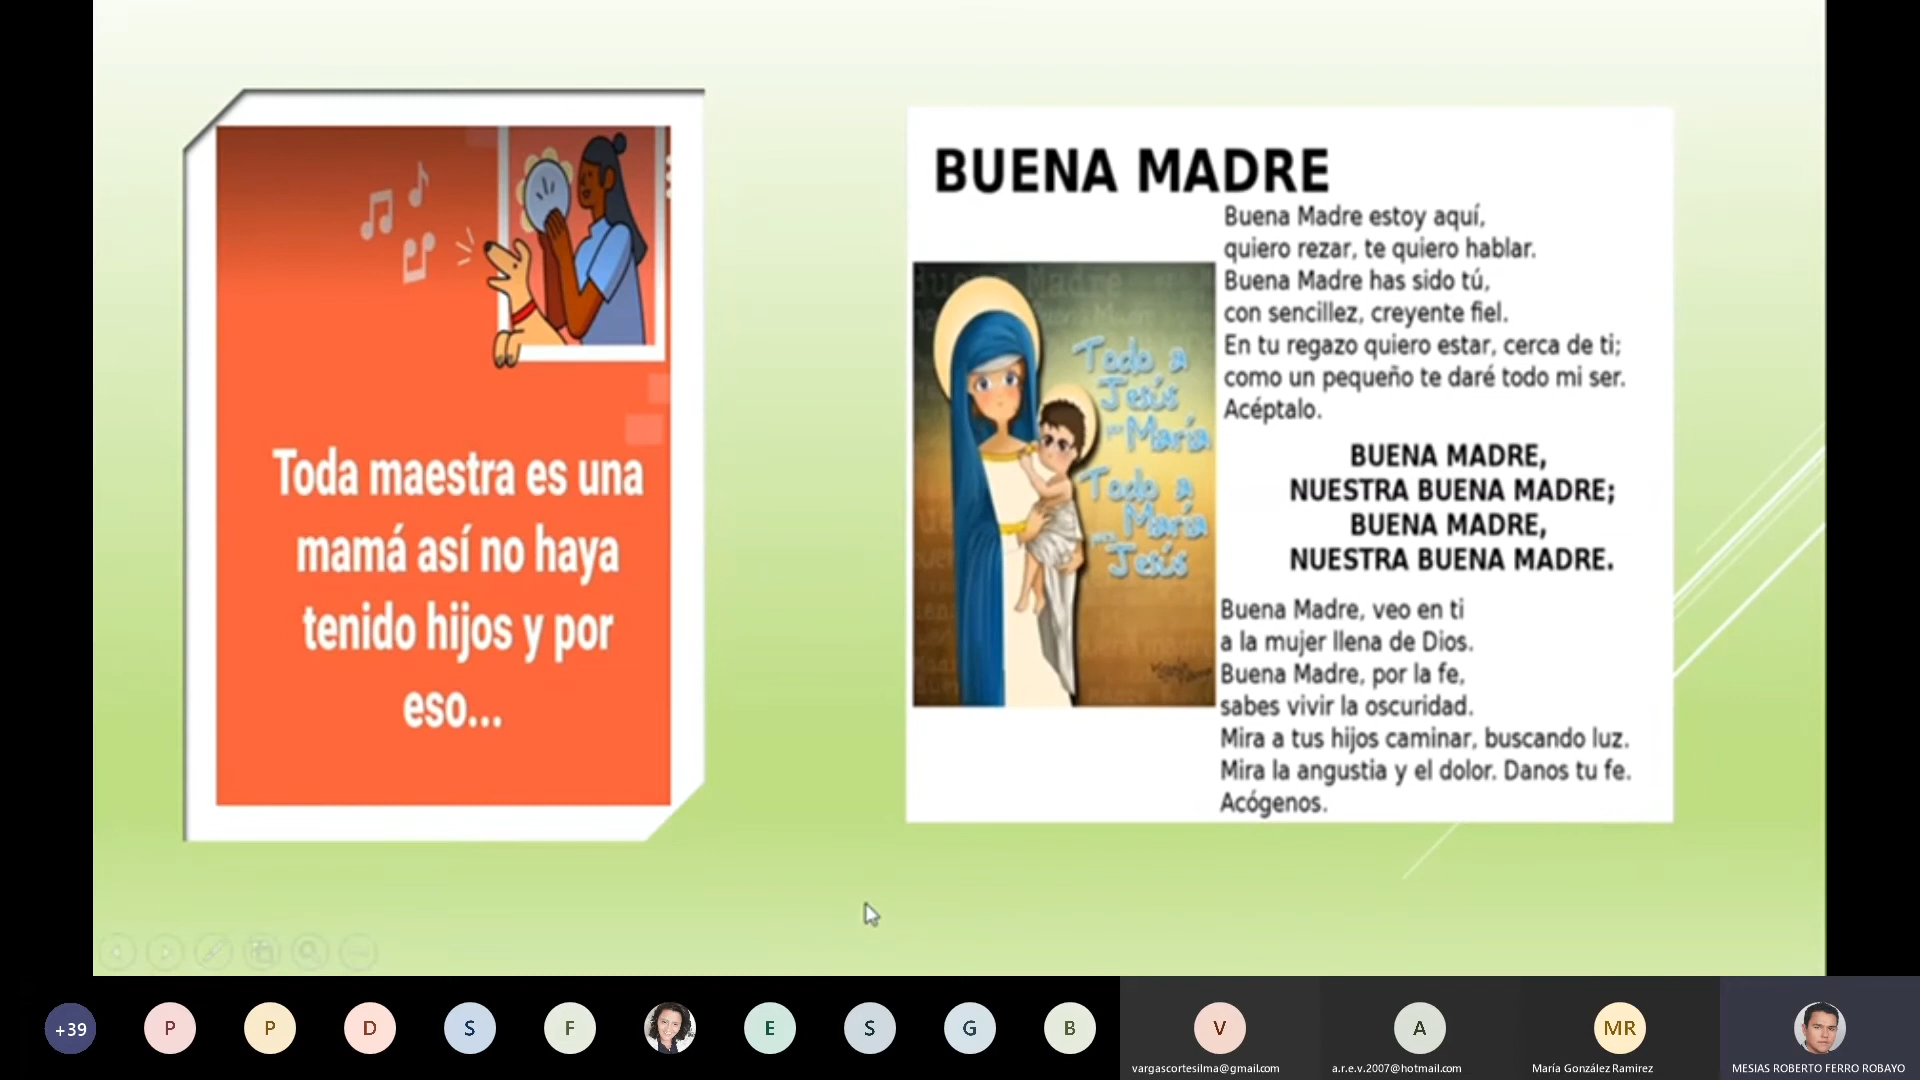 Toda maestra es una
mamá así no haya
tenido hijos y por
eso...
BUENA MADRE
Buena Madre estoy aquí,
quiero rezar, te quiero hablar.
Buena Madre has sido tú,
con sencillez, creyente fiel.
En tu regazo quiero estar, cerca de ti;
como un pequeño te daré todo mi ser.
Acéptalo.
Todo a
Jesús
por María
Todo a
María
para
Jesús
BUENA MADRE,
NUESTRA BUENA MADRE;
BUENA MADRE,
NUESTRA BUENA MADRE.
Buena Madre, veo en ti
a la mujer llena de Dios.
Buena Madre, por la fe,
sabes vivir la oscuridad.
Mira a tus hijos caminar, buscando luz.
Mira la angustia y el dolor. Danos tu fe.
Acógenos.
+39
P
P
D
S
F
E
S
G
B
V
A
MR
vargascortesilma@gmail.com
a.r.e.v.2007@hotmail.com
María González Ramirez
MESIAS ROBERTO FERRO ROBAYO